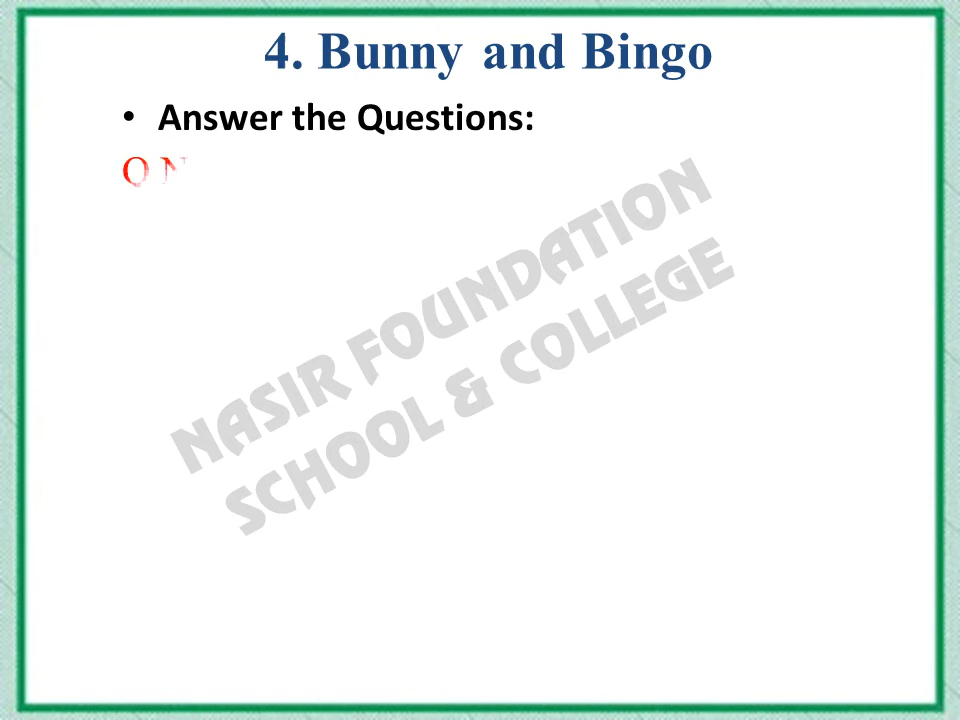 4. Bunny and Bingo
• Answer the Questions:
Q N
NASIR FOUNDATION
SCHOOL & COLLEGE